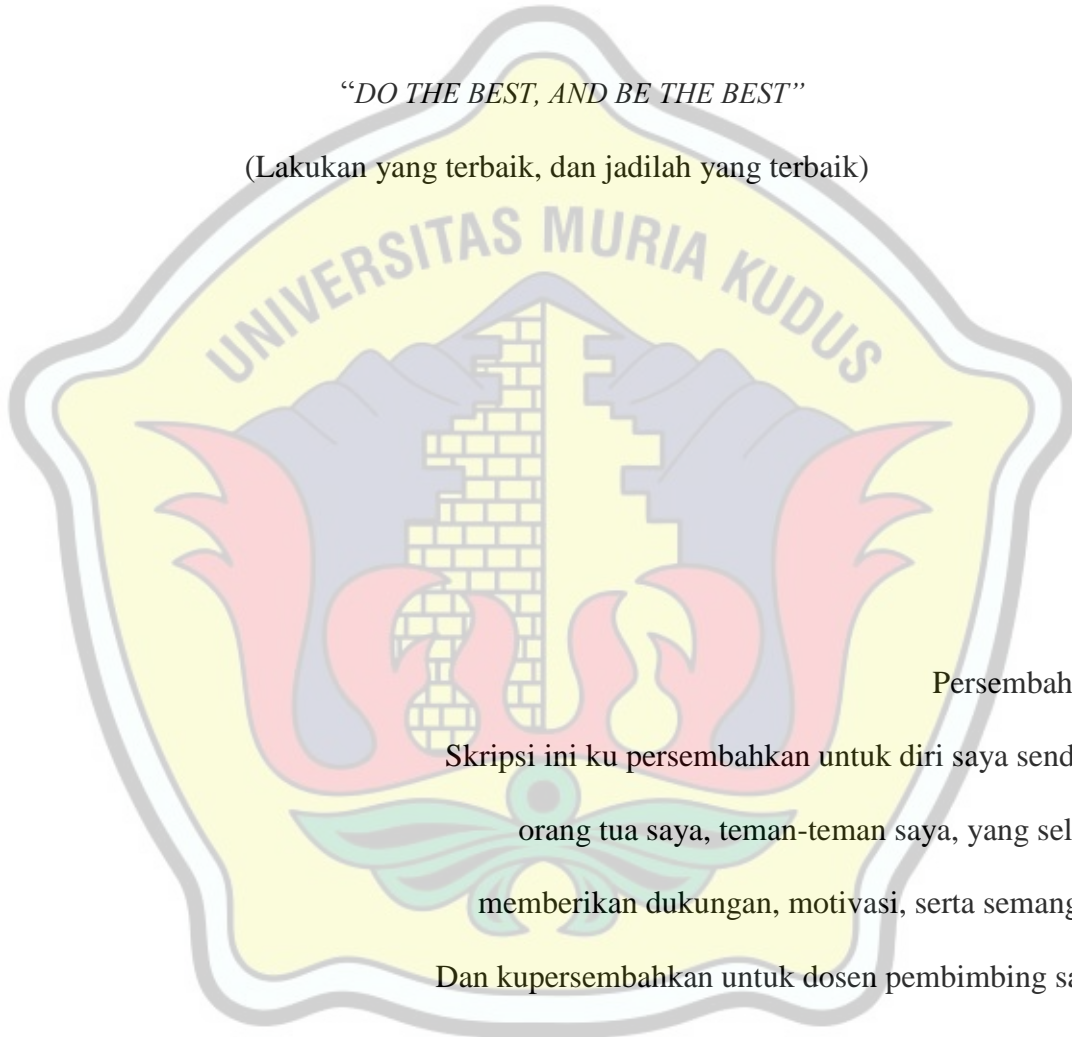 “DO THE BEST, AND BE THE BEST”
(Lakukan yang terbaik, dan jadilah yang terbaik)
UNIVERSITAS MURIA KUDUS
Persembah
Skripsi ini ku persembahkan untuk diri saya send
orang tua saya, teman-teman saya, yang sel
memberikan dukungan, motivasi, serta semang
Dan kupersembahkan untuk dosen pembimbing sa